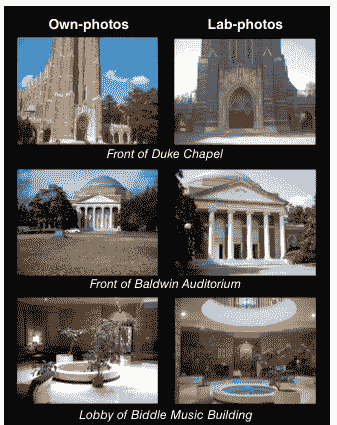 Own-photos Lab-photos
Front of Duke Chapel
Front of Baldwin Auditorium
Lobby of Biddle Music Building